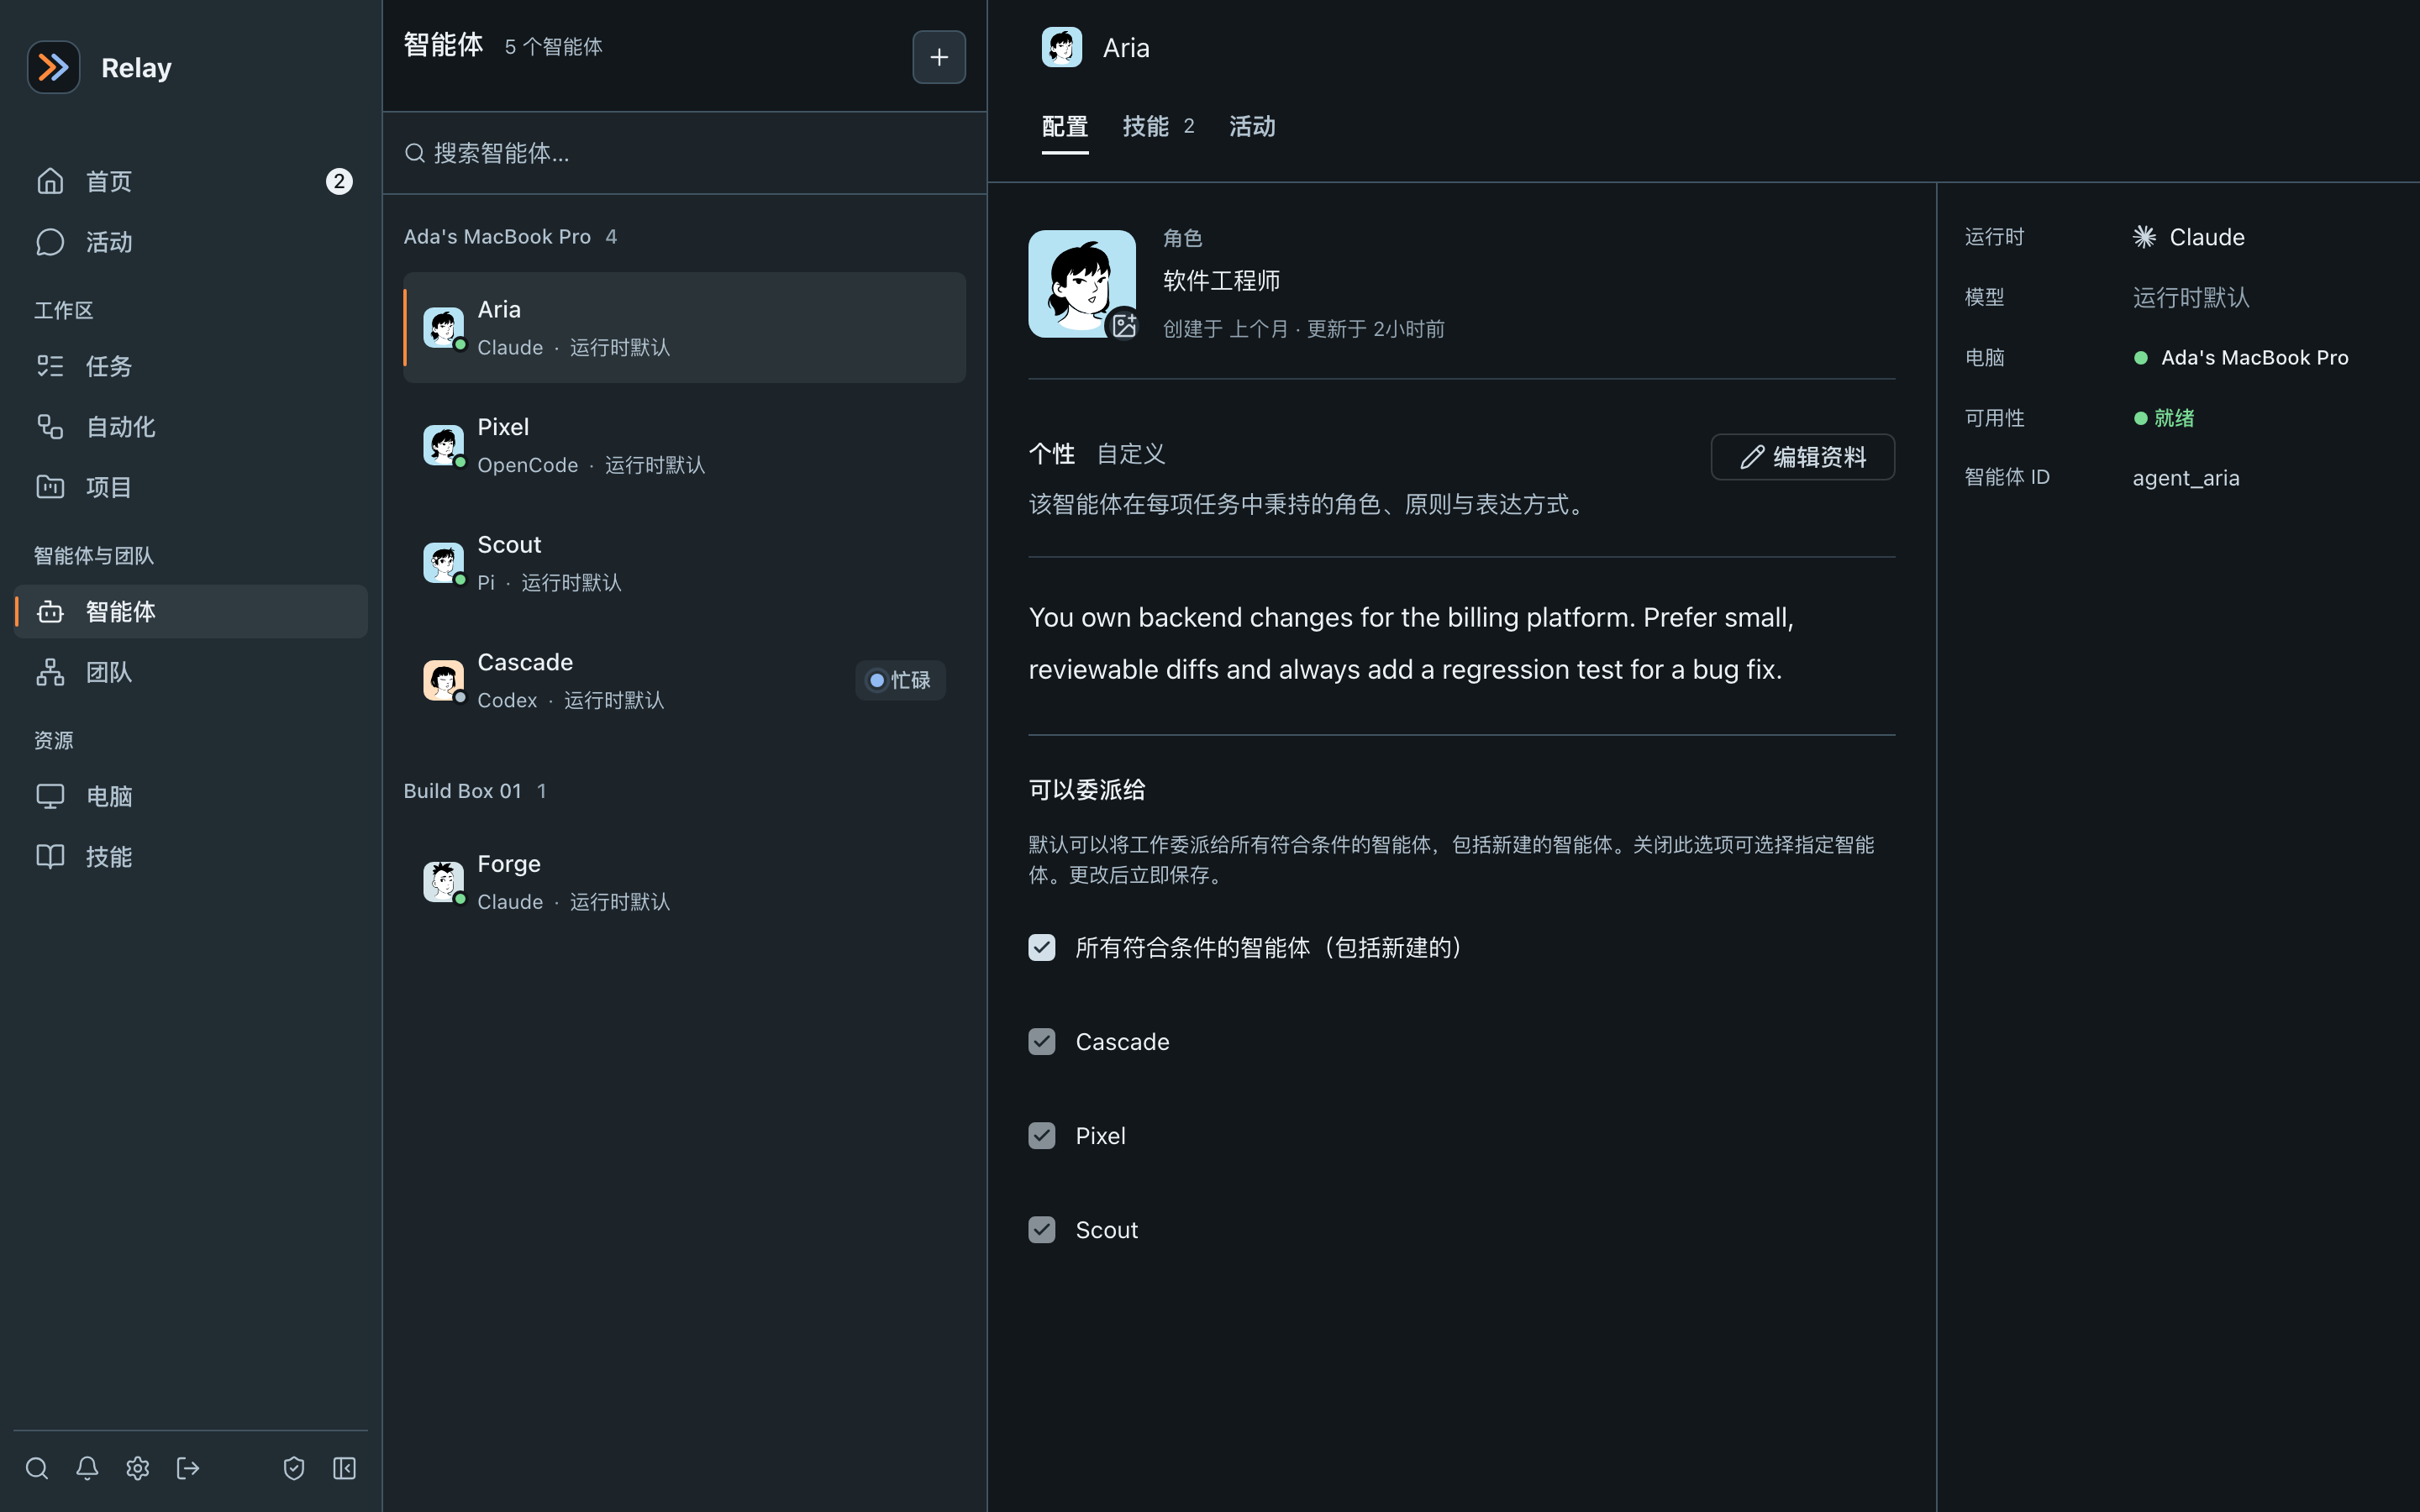 Relay
首页
2
活动
工作区
任务
自动化
项目
智能体与团队
智能体
团队
资源
电脑
技能
智能体 5 个智能体
搜索智能体...
Ada's MacBook Pro 4
Aria
Claude · 运行时默认
Pixel
OpenCode · 运行时默认
Scout
Pi · 运行时默认
Cascade
Codex · 运行时默认
忙碌
Build Box 01 1
Forge
Claude · 运行时默认
Aria
配置 技能 2 活动
角色
软件工程师
创建于 上个月 · 更新于 2小时前
个性 自定义
编辑资料
该智能体在每项任务中秉持的角色、原则与表达方式。
You own backend changes for the billing platform. Prefer small,
reviewable diffs and always add a regression test for a bug fix.
可以委派给
默认可以将工作委派给所有符合条件的智能体，包括新建的智能体。关闭此选项可选择指定智能
体。更改后立即保存。
所有符合条件的智能体（包括新建的）
Cascade
Pixel
Scout
运行时 Claude
模型 运行时默认
电脑 Ada's MacBook Pro
可用性 就绪
智能体 ID agent_aria